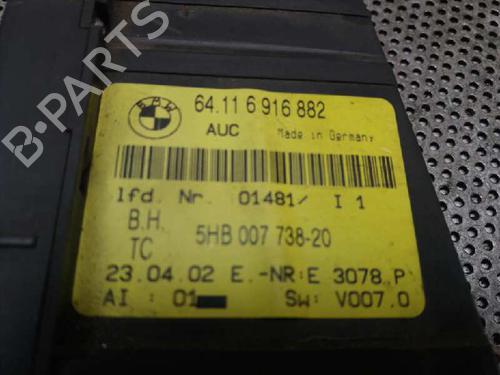 BMW
64.11 6 916 882
AUC Made in Germany
lfd. Nr. 01481/ I 1
B.H. 5HB 007 738-20
TC
23.04.02 E.-NR:E 3078.P
AI : 01 SW: V007.0
B-PARTS